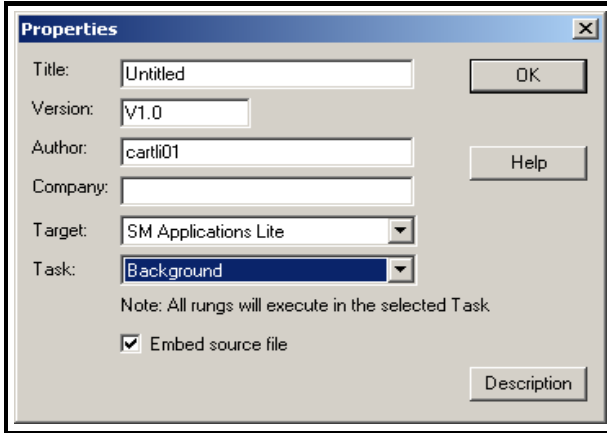 Properties
Title: Untitled OK
Version: V1.0
Author: cartli01
Help
Company:
Target: SM Applications Lite
Task: Background
Note: All rungs will execute in the selected Task
Embed source file
Description